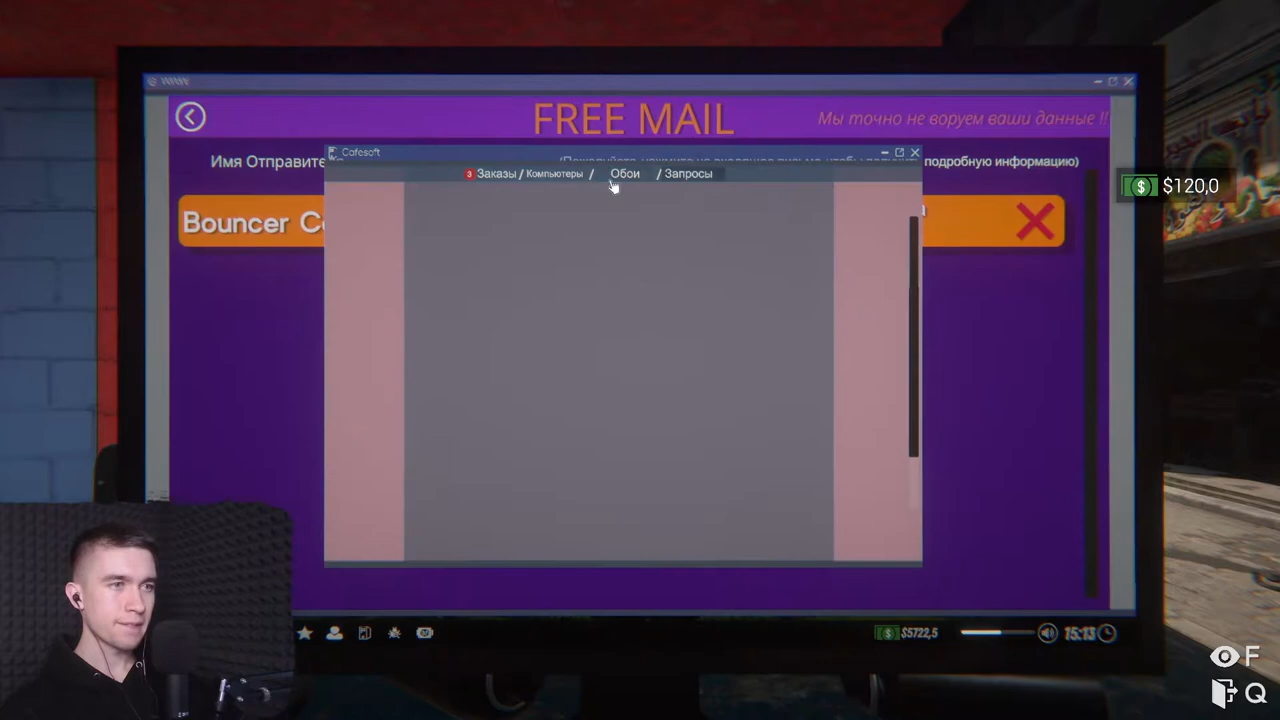 WWW
FREE MAIL
Мы точно не воруем ваши данные !!
Имя Отправите
подробную информацию)
Cafesoft
3 Заказы / Компьютеры / Обои / Запросы
$120,0
Bouncer C
$5722,5
15:13
F
Q